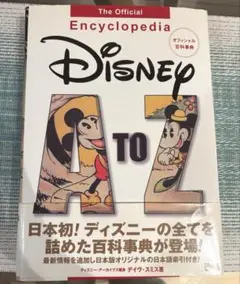 The Official
Encyclopedia
オフィシャル
百科事典
Disney
A TO Z
日本初!ディズニーの全てを
詰めた百科事典が登場!
最新情報を追加し日本版オリジナルの日本語索引付き!
ディズニー・アーカイブス編集 デイヴ・スミス著